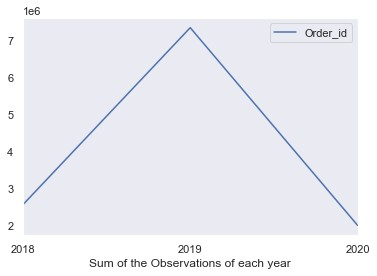 1e6
Order_id
7
6
5
4
3
2
2018 2019 2020
Sum of the Observations of each year